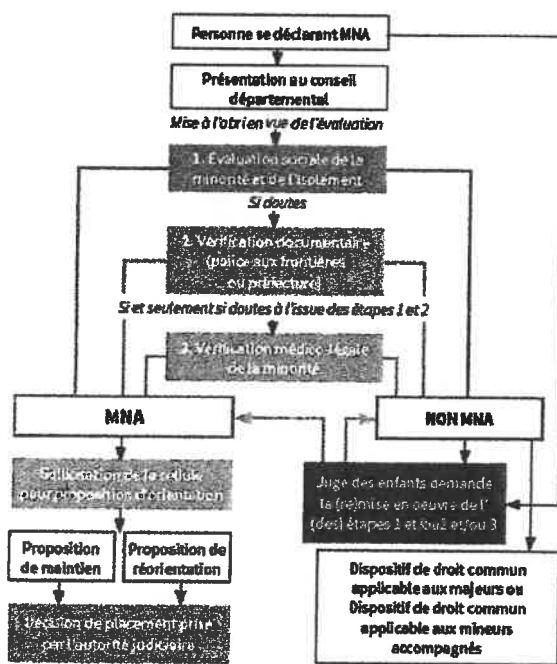 Personne se déclarant MNA
Présentation au conseil
départemental
Mise à l'abri en vue de l'évaluation
1. Évaluation sociale de la
minorité et de l'isolement
Si doutes
2. Vérification documentaire
(police aux frontières
ou préfecture)
Si et seulement si doutes à l'issue des étapes 1 et 2
3. Vérification médico-légale
de la minorité
MNA
NON MNA
Sollicitation de la cellule
pour proposition d'orientation
Juge des enfants demande
la (re)mise en oeuvre de l'
(des) étapes 1 et/ou 2 et/ou 3
Proposition
de maintien
Proposition de
réorientation
Dispositif de droit commun
applicable aux majeurs ou
Dispositif de droit commun
applicable aux mineurs
accompagnés
Décision de placement prise
par l'autorité judiciaire